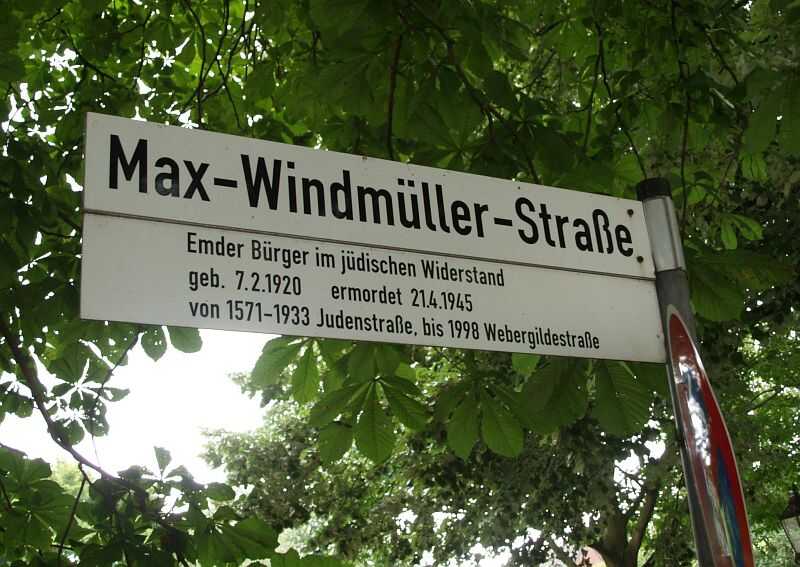 Max-Windmüller-Straße
Emder Bürger im jüdischen Widerstand
geb. 7.2.1920 ermordet 21.4.1945
von 1571-1933 Judenstraße, bis 1998 Webergildestraße